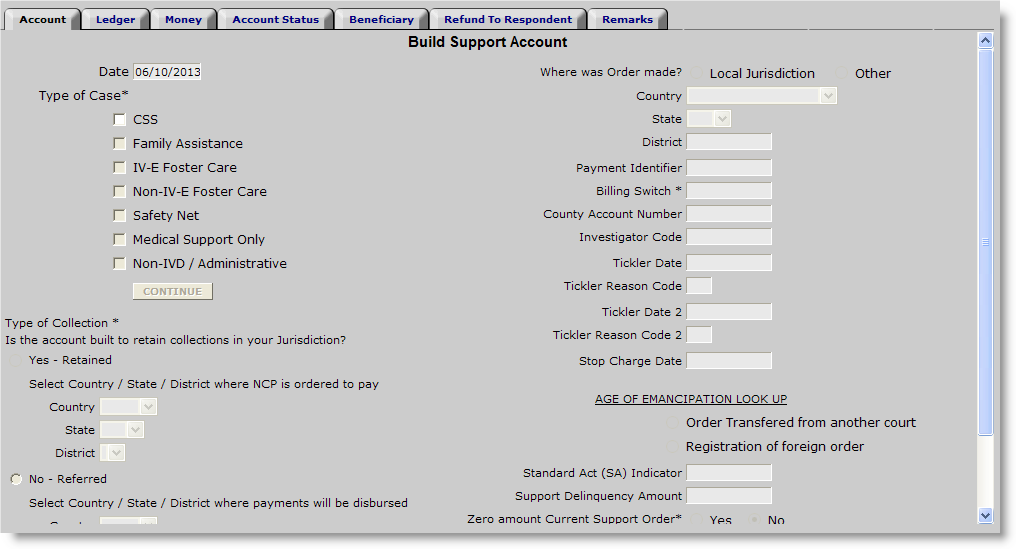 Account Ledger Money Account Status Beneficiary Refund To Respondent Remarks
Build Support Account
Date 06/10/2013
Type of Case*
CSS
Family Assistance
IV-E Foster Care
Non-IV-E Foster Care
Safety Net
Medical Support Only
Non-IVD / Administrative
CONTINUE
Type of Collection *
Is the account built to retain collections in your Jurisdiction?
Yes - Retained
Select Country / State / District where NCP is ordered to pay
Country
State
District
No - Referred
Select Country / State / District where payments will be disbursed
Country
Where was Order made? Local Jurisdiction Other
Country
State
District
Payment Identifier
Billing Switch *
County Account Number
Investigator Code
Tickler Date
Tickler Reason Code
Tickler Date 2
Tickler Reason Code 2
Stop Charge Date
AGE OF EMANCIPATION LOOK UP
Order Transfered from another court
Registration of foreign order
Standard Act (SA) Indicator
Support Delinquency Amount
Zero amount Current Support Order* Yes No